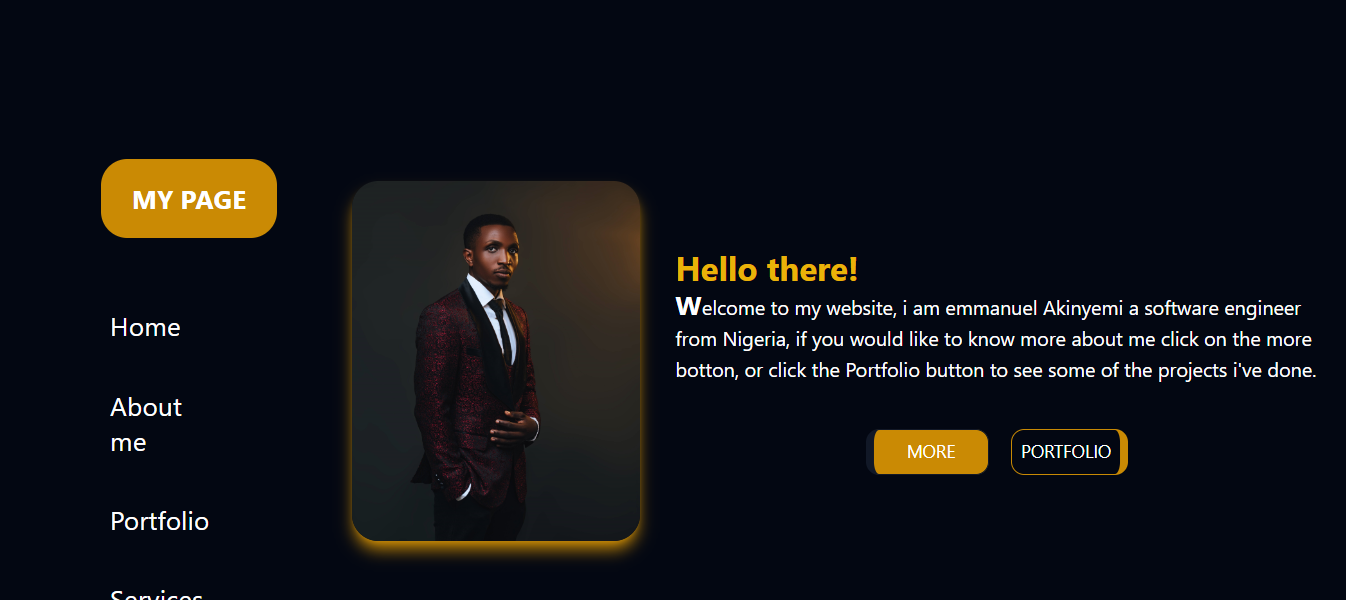 MY PAGE
Home
About
me
Portfolio
Services
Hello there!
Welcome to my website, i am emmanuel Akinyemi a software engineer
from Nigeria, if you would like to know more about me click on the more
botton, or click the Portfolio button to see some of the projects i've done.
MORE
PORTFOLIO